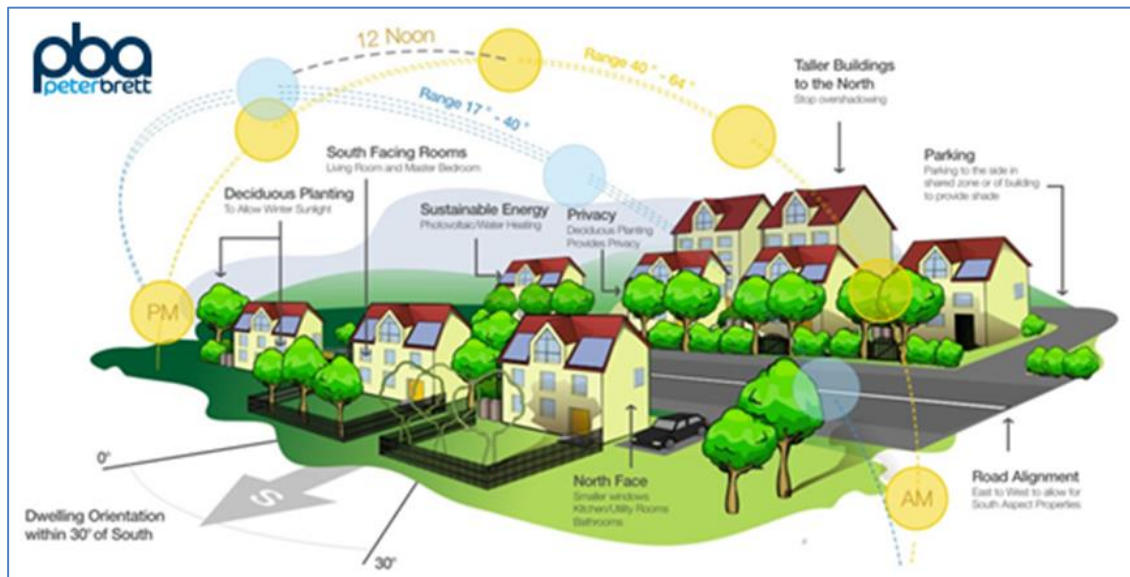 pba
peterbrett
12 Noon
Range 40° - 64°
Range 17° - 40°
Taller Buildings
to the North
Stop overshadowing
Parking
Parking to the side in
shared zone or of building
to provide shade
South Facing Rooms
Living Room and Master Bedroom
Deciduous Planting
To Allow Winter Sunlight
Sustainable Energy
Photovoltaic/Water Heating
Privacy
Deciduous Planting
Provides Privacy
PM
0°
S
Dwelling Orientation
within 30° of South
30°
North Face
Smaller windows
Kitchen/Utility Rooms
Bathrooms
AM
Road Alignment
East to West to allow for
South Aspect Properties